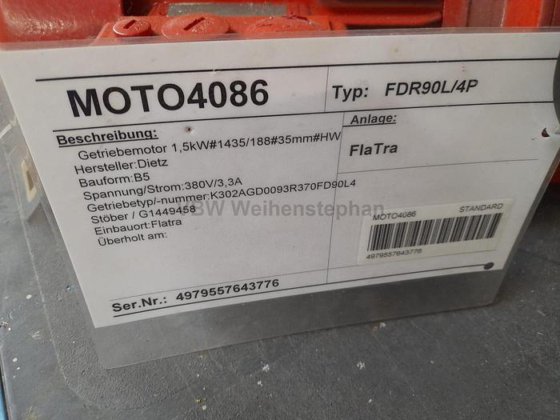 MOTO4086
Typ: FDR90L/4P
Beschreibung:
Getriebemotor 1,5kW#1435/188#35mm#HW
Hersteller:Dietz
Bauform:B5
Spannung/Strom:380V/3,3A
Getriebetyp/-nummer:K302AGD0093R370FD90L4
Stöber / G1449458
Einbauort:Flatra
Überholt am:
Anlage:
FlaTra
BW Weihenstephan
MOTO4086 STANDARD
4979557643776
Ser.Nr.: 4979557643776